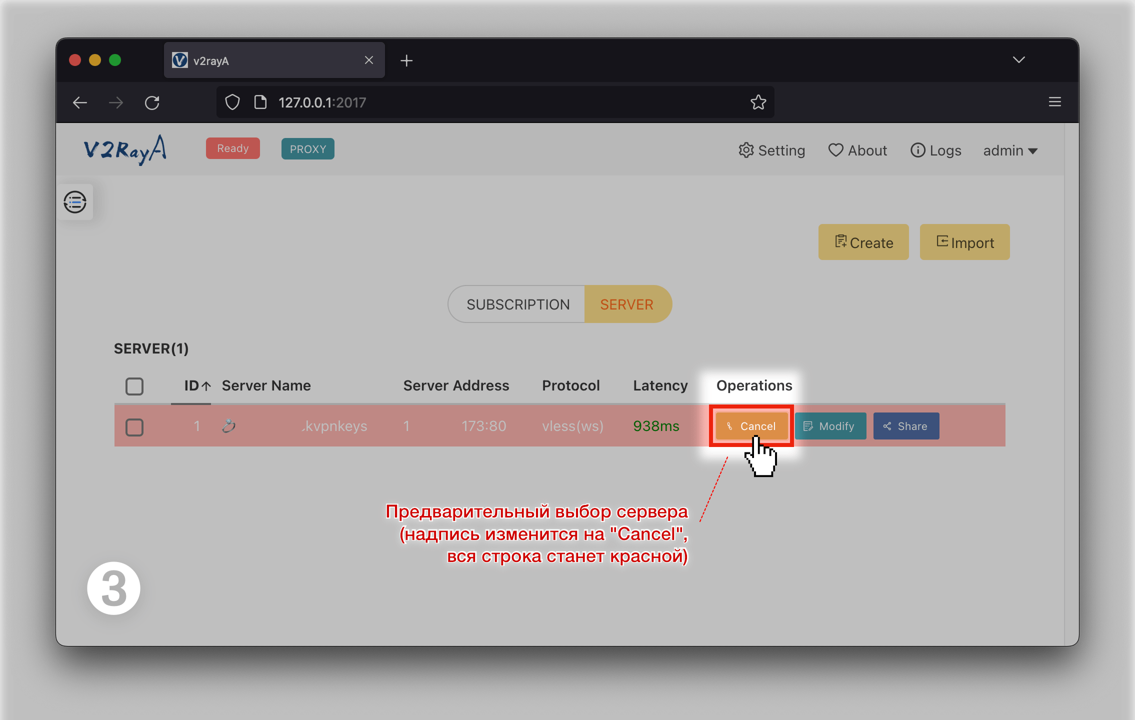 v2rayA
127.0.0.1:2017
V2RayA Ready PROXY Setting About Logs admin
Create Import
SUBSCRIPTION SERVER
SERVER(1)
ID Server Name Server Address Protocol Latency Operations
1 .kvpnkeys 1 173:80 vless(ws) 938ms Cancel Modify Share
Предварительный выбор сервера
(надпись изменится на "Cancel",
вся строка станет красной)
3